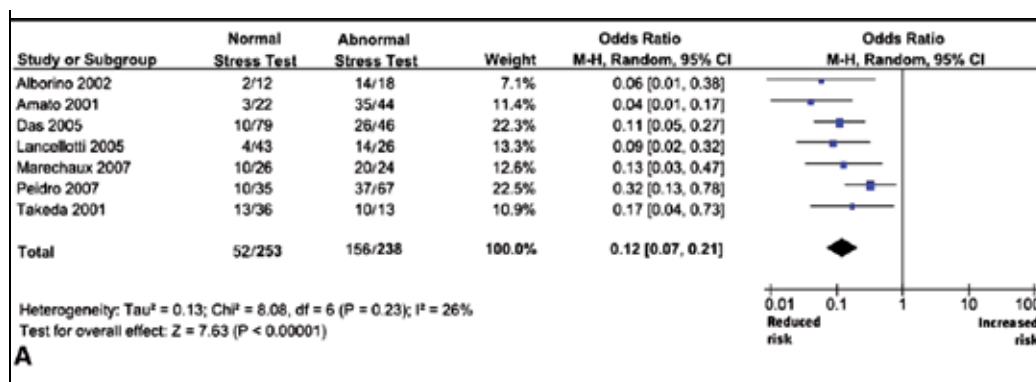 Normal Abnormal Odds Ratio Odds Ratio
Study or Subgroup Stress Test Stress Test Weight M-H, Random, 95% CI M-H, Random, 95% CI
Alborino 2002 2/12 14/18 7.1% 0.06 [0.01, 0.38]
Amato 2001 3/22 35/44 11.4% 0.04 [0.01, 0.17]
Das 2005 10/79 26/46 22.3% 0.11 [0.05, 0.27]
Lancellotti 2005 4/43 14/26 13.3% 0.09 [0.02, 0.32]
Marechaux 2007 10/26 20/24 12.6% 0.13 [0.03, 0.47]
Peidro 2007 10/35 37/67 22.5% 0.32 [0.13, 0.78]
Takeda 2001 13/36 10/13 10.9% 0.17 [0.04, 0.73]
Total 52/253 156/238 100.0% 0.12 [0.07, 0.21]
Heterogeneity: Tau² = 0.13; Chi² = 8.08, df = 6 (P = 0.23); I² = 26%
Test for overall effect: Z = 7.63 (P < 0.00001)
0.01 0.1 1 10 100
Reduced Increased
risk risk
A